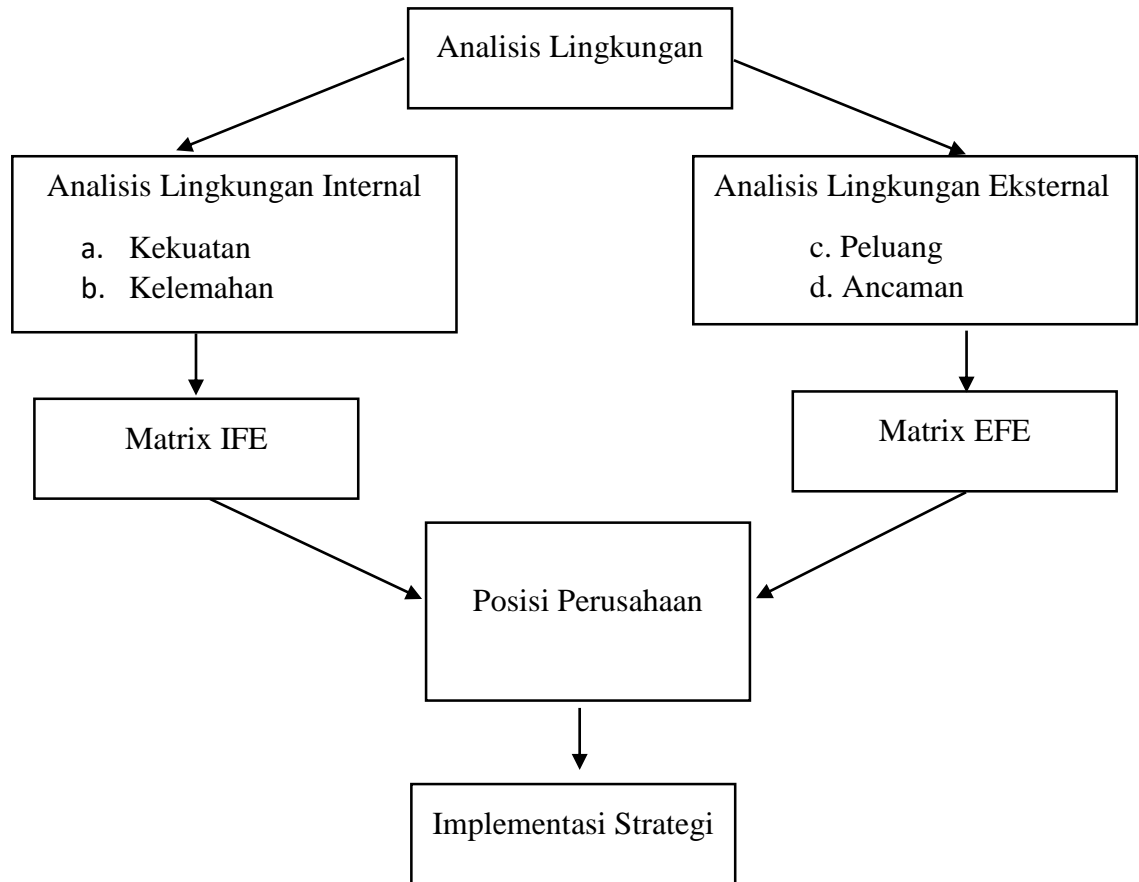 Analisis Lingkungan
Analisis Lingkungan Internal
a. Kekuatan
b. Kelemahan
Analisis Lingkungan Eksternal
c. Peluang
d. Ancaman
Matrix IFE
Matrix EFE
Posisi Perusahaan
Implementasi Strategi